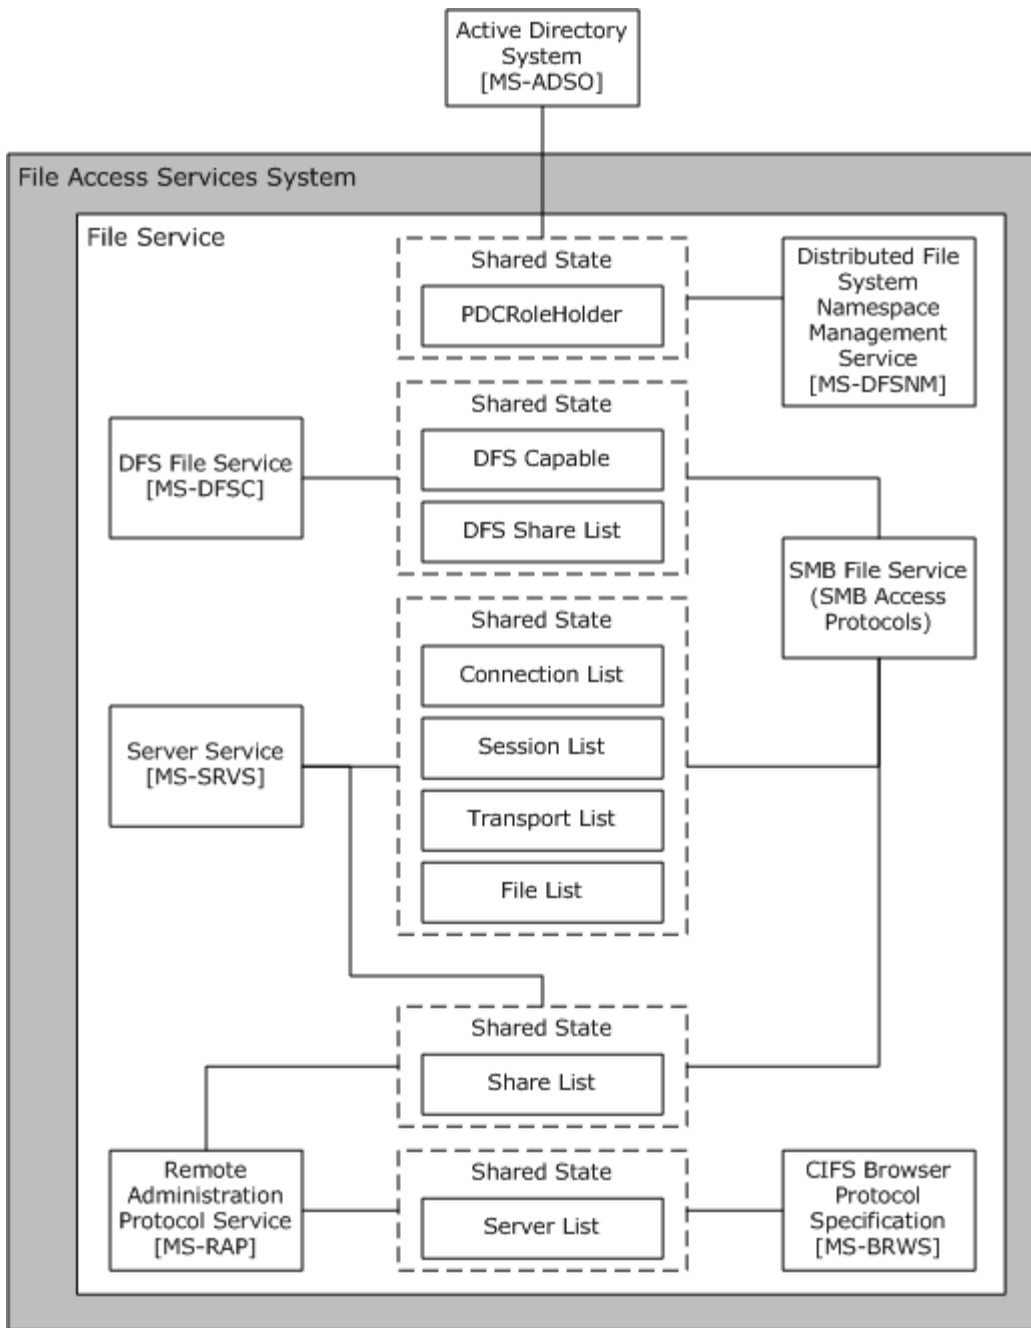 Active Directory
System
[MS-ADSO]
File Access Services System
File Service
Shared State
PDCRoleHolder
Distributed File
System
Namespace
Management
Service
[MS-DFSNM]
Shared State
DFS Capable
DFS Share List
DFS File Service
[MS-DFSC]
SMB File Service
(SMB Access
Protocols)
Shared State
Connection List
Session List
Transport List
File List
Server Service
[MS-SRVS]
Shared State
Share List
Remote
Administration
Protocol Service
[MS-RAP]
Shared State
Server List
CIFS Browser
Protocol
Specification
[MS-BRWS]